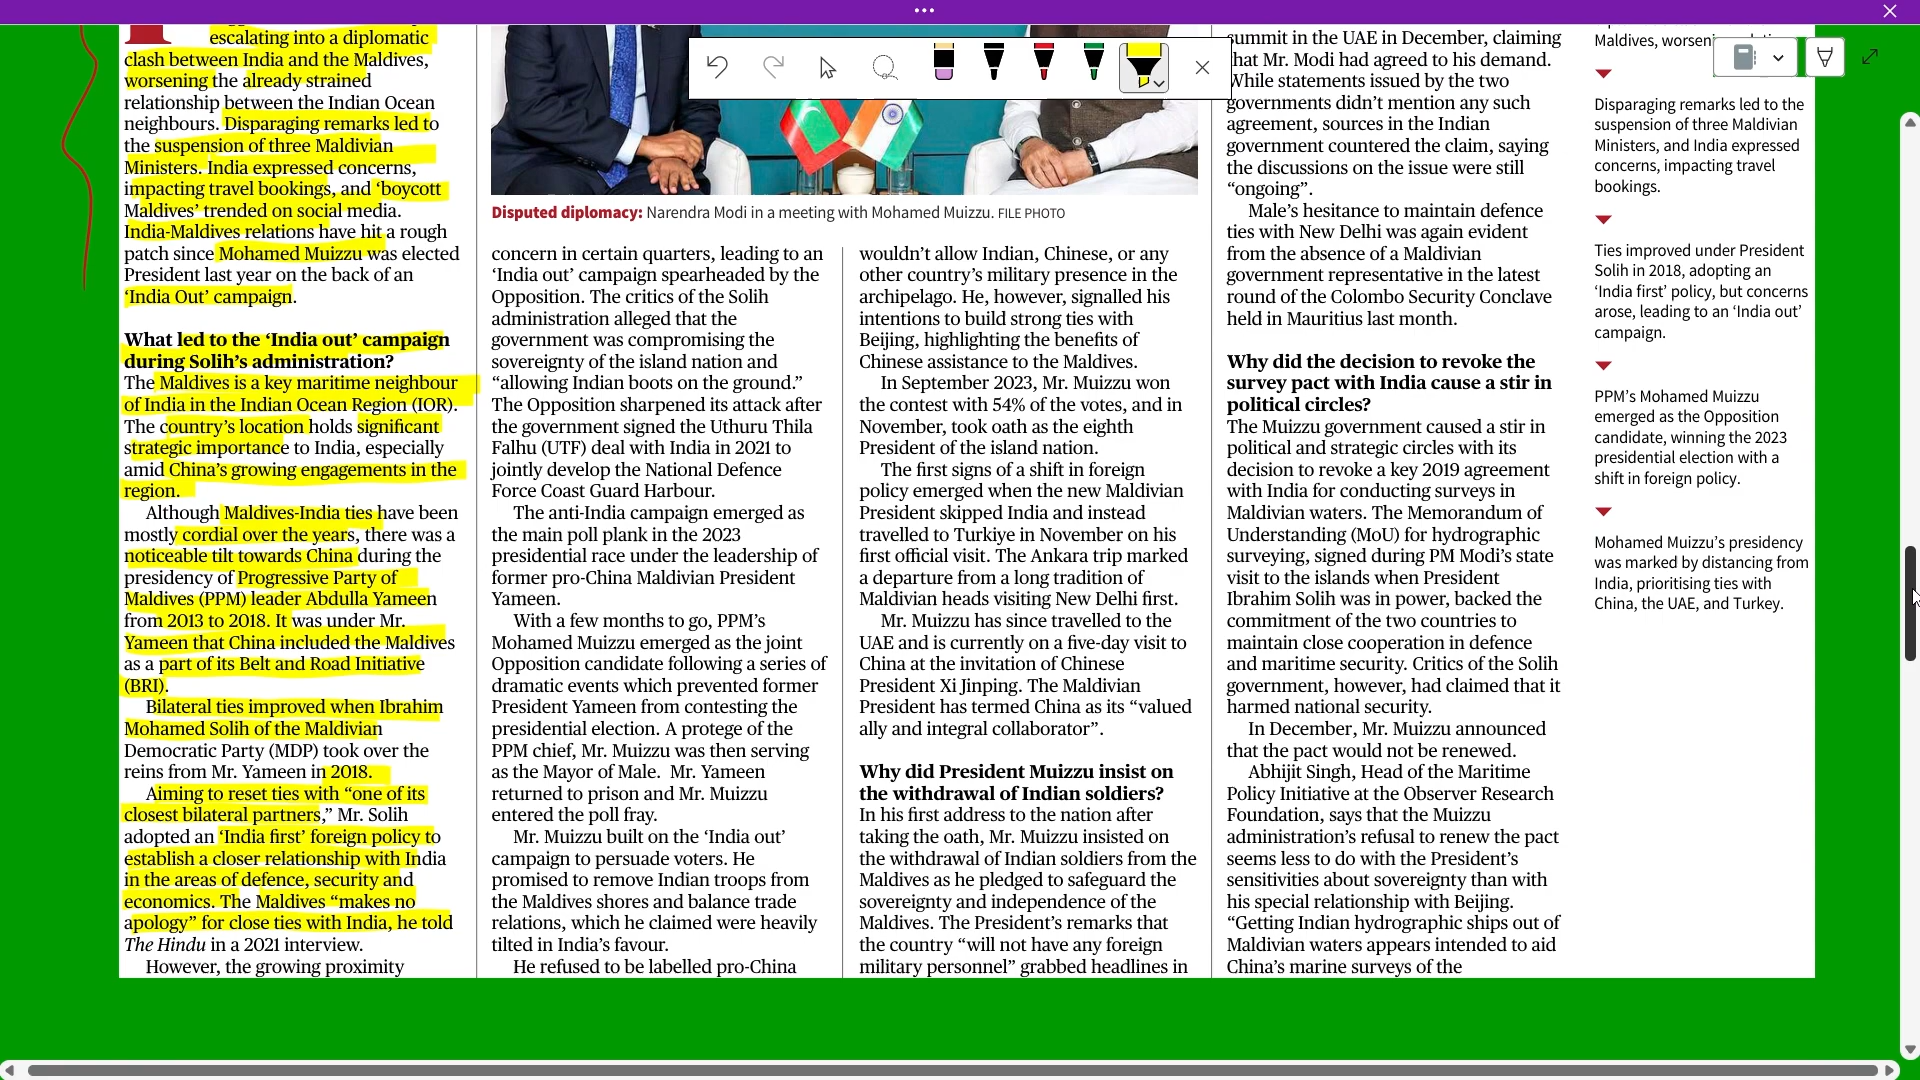 escalating into a diplomatic
clash between India and the Maldives,
worsening the already strained
relationship between the Indian Ocean
neighbours. Disparaging remarks led to
the suspension of three Maldivian
Ministers. India expressed concerns,
impacting travel bookings, and ‘boycott
Maldives’ trended on social media.
India-Maldives relations have hit a rough
patch since Mohamed Muizzu was elected
President last year on the back of an
‘India Out’ campaign.
What led to the ‘India out’ campaign
during Solih’s administration?
The Maldives is a key maritime neighbour
of India in the Indian Ocean Region (IOR).
The country’s location holds significant
strategic importance to India, especially
amid China’s growing engagements in the
region.
Although Maldives-India ties have been
mostly cordial over the years, there was a
noticeable tilt towards China during the
presidency of Progressive Party of
Maldives (PPM) leader Abdulla Yameen
from 2013 to 2018. It was under Mr.
Yameen that China included the Maldives
as a part of its Belt and Road Initiative
(BRI).
Bilateral ties improved when Ibrahim
Mohamed Solih of the Maldivian
Democratic Party (MDP) took over the
reins from Mr. Yameen in 2018.
Aiming to reset ties with “one of its
closest bilateral partners,” Mr. Solih
adopted an ‘India first’ foreign policy to
establish a closer relationship with India
in the areas of defence, security and
economics. The Maldives “makes no
apology” for close ties with India, he told
The Hindu in a 2021 interview.
However, the growing proximity
Disputed diplomacy: Narendra Modi in a meeting with Mohamed Muizzu. FILE PHOTO
concern in certain quarters, leading to an
‘India out’ campaign spearheaded by the
Opposition. The critics of the Solih
administration alleged that the
government was compromising the
sovereignty of the island nation and
“allowing Indian boots on the ground.”
The Opposition sharpened its attack after
the government signed the Uthuru Thila
Falhu (UTF) deal with India in 2021 to
jointly develop the National Defence
Force Coast Guard Harbour.
The anti-India campaign emerged as
the main poll plank in the 2023
presidential race under the leadership of
former pro-China Maldivian President
Yameen.
With a few months to go, PPM’s
Mohamed Muizzu emerged as the joint
Opposition candidate following a series of
dramatic events which prevented former
President Yameen from contesting the
presidential election. A protege of the
PPM chief, Mr. Muizzu was then serving
as the Mayor of Male. Mr. Yameen
returned to prison and Mr. Muizzu
entered the poll fray.
Mr. Muizzu built on the ‘India out’
campaign to persuade voters. He
promised to remove Indian troops from
the Maldives shores and balance trade
relations, which he claimed were heavily
tilted in India’s favour.
He refused to be labelled pro-China
wouldn’t allow Indian, Chinese, or any
other country’s military presence in the
archipelago. He, however, signalled his
intentions to build strong ties with
Beijing, highlighting the benefits of
Chinese assistance to the Maldives.
In September 2023, Mr. Muizzu won
the contest with 54% of the votes, and in
November, took oath as the eighth
President of the island nation.
The first signs of a shift in foreign
policy emerged when the new Maldivian
President skipped India and instead
travelled to Turkiye in November on his
first official visit. The Ankara trip marked
a departure from a long tradition of
Maldivian heads visiting New Delhi first.
Mr. Muizzu has since travelled to the
UAE and is currently on a five-day visit to
China at the invitation of Chinese
President Xi Jinping. The Maldivian
President has termed China as its “valued
ally and integral collaborator”.
Why did President Muizzu insist on
the withdrawal of Indian soldiers?
In his first address to the nation after
taking the oath, Mr. Muizzu insisted on
the withdrawal of Indian soldiers from the
Maldives as he pledged to safeguard the
sovereignty and independence of the
Maldives. The President’s remarks that
the country “will not have any foreign
military personnel” grabbed headlines in
summit in the UAE in December, claiming
that Mr. Modi had agreed to his demand.
While statements issued by the two
governments didn’t mention any such
agreement, sources in the Indian
government countered the claim, saying
the discussions on the issue were still
“ongoing”.
Male’s hesitance to maintain defence
ties with New Delhi was again evident
from the absence of a Maldivian
government representative in the latest
round of the Colombo Security Conclave
held in Mauritius last month.
Why did the decision to revoke the
survey pact with India cause a stir in
political circles?
The Muizzu government caused a stir in
political and strategic circles with its
decision to revoke a key 2019 agreement
with India for conducting surveys in
Maldivian waters. The Memorandum of
Understanding (MoU) for hydrographic
surveying, signed during PM Modi’s state
visit to the islands when President
Ibrahim Solih was in power, backed the
commitment of the two countries to
maintain close cooperation in defence
and maritime security. Critics of the Solih
government, however, had claimed that it
harmed national security.
In December, Mr. Muizzu announced
that the pact would not be renewed.
Abhijit Singh, Head of the Maritime
Policy Initiative at the Observer Research
Foundation, says that the Muizzu
administration’s refusal to renew the pact
seems less to do with the President’s
sensitivities about sovereignty than with
his special relationship with Beijing.
“Getting Indian hydrographic ships out of
Maldivian waters appears intended to aid
China’s marine surveys of the
Maldives,
Disparaging remarks led to the
suspension of three Maldivian
Ministers, and India expressed
concerns, impacting travel
bookings.
Ties improved under President
Solih in 2018, adopting an
‘India first’ policy, but concerns
arose, leading to an ‘India out’
campaign.
PPM’s Mohamed Muizzu
emerged as the Opposition
candidate, winning the 2023
presidential election with a
shift in foreign policy.
Mohamed Muizzu’s presidency
was marked by distancing from
India, prioritising ties with
China, the UAE, and Turkey.